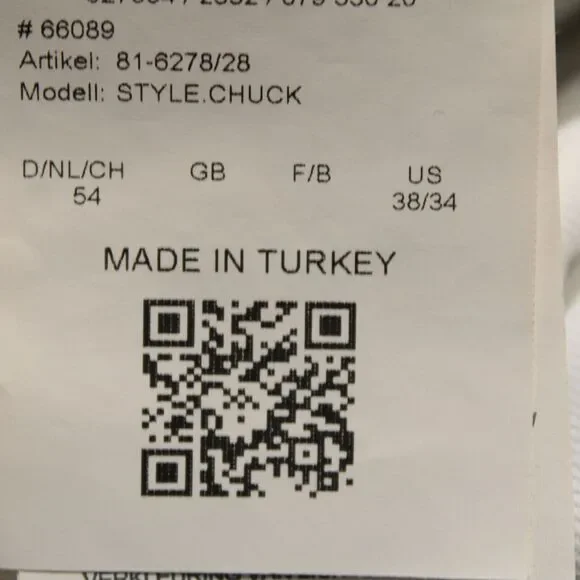 # 66089
Artikel: 81-6278/28
Modell: STYLE.CHUCK
D/NL/CH GB F/B US
54 38/34
MADE IN TURKEY